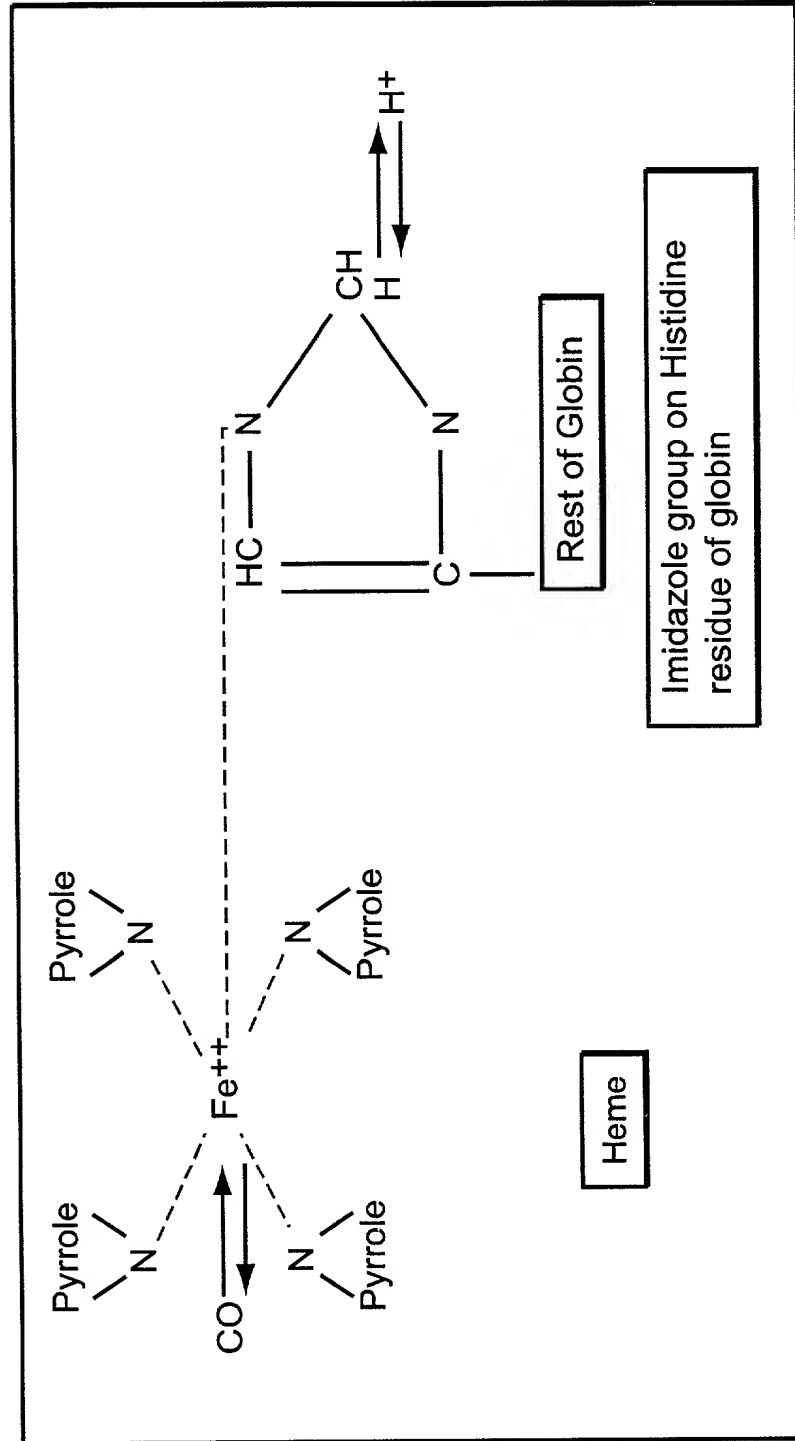 Pyrrole
Pyrrole
N
N
CO
Fe++
N
N
Pyrrole
Pyrrole
HC
N
CH
H
H+
C
N
Rest of Globin
Heme
Imidazole group on Histidine
residue of globin